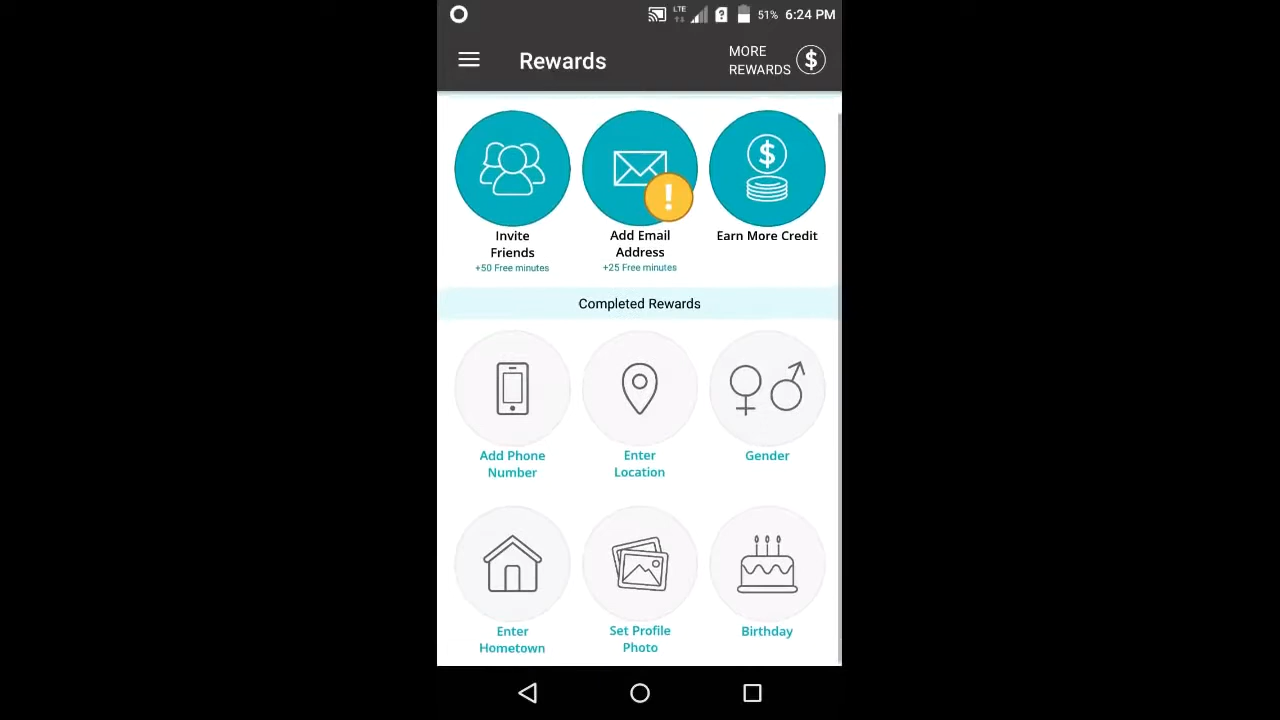 LTE
51% 6:24 PM
Rewards
MORE
REWARDS
Invite
Friends
+50 Free minutes
Add Email
Address
+25 Free minutes
Earn More Credit
Completed Rewards
Add Phone
Number
Enter
Location
Gender
Enter
Hometown
Set Profile
Photo
Birthday